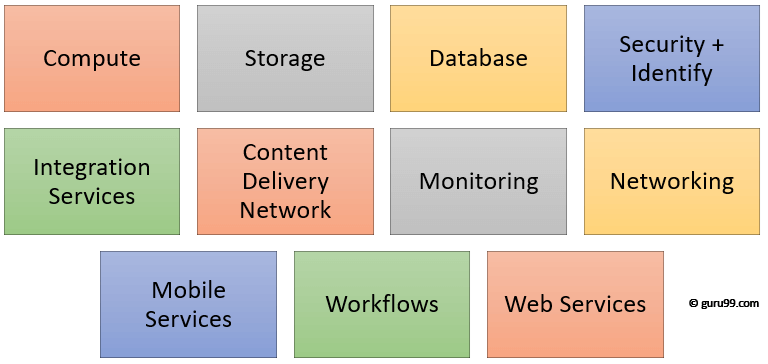 Compute
Storage
Database
Security +
Identify
Integration
Services
Content
Delivery
Network
Monitoring
Networking
Mobile
Services
Workflows
Web Services
© guru99.com